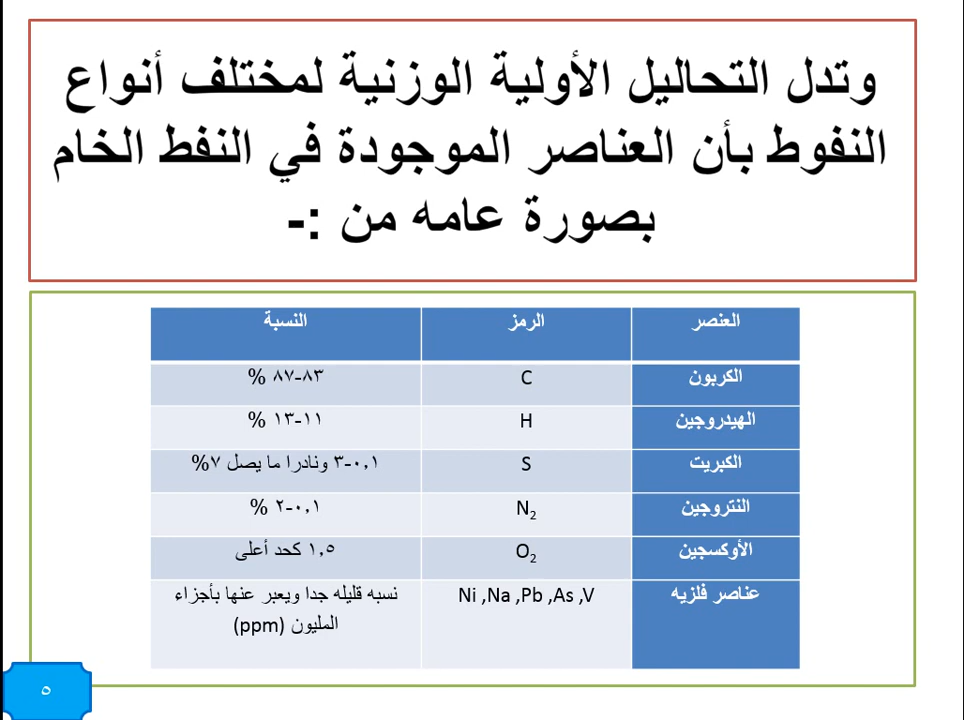 وتدل التحاليل الأولية الوزنية لمختلف أنواع
النفوط بأن العناصر الموجودة في النفط الخام
بصورة عامه من :-
العنصر الرمز النسبة
الكربون C ٨٣-٨٧ %
الهيدروجين H ١١-١٣ %
الكبريت S ٠,١-٣ ونادرا ما يصل ٧%
النتروجين N₂ ٠,١-٢ %
الأوكسجين O₂ ١,٥ كحد أعلى
عناصر فلزيه Ni ,Na ,Pb ,As ,V نسبه قليله جدا ويعبر عنها بأجزاء
المليون (ppm)
٥